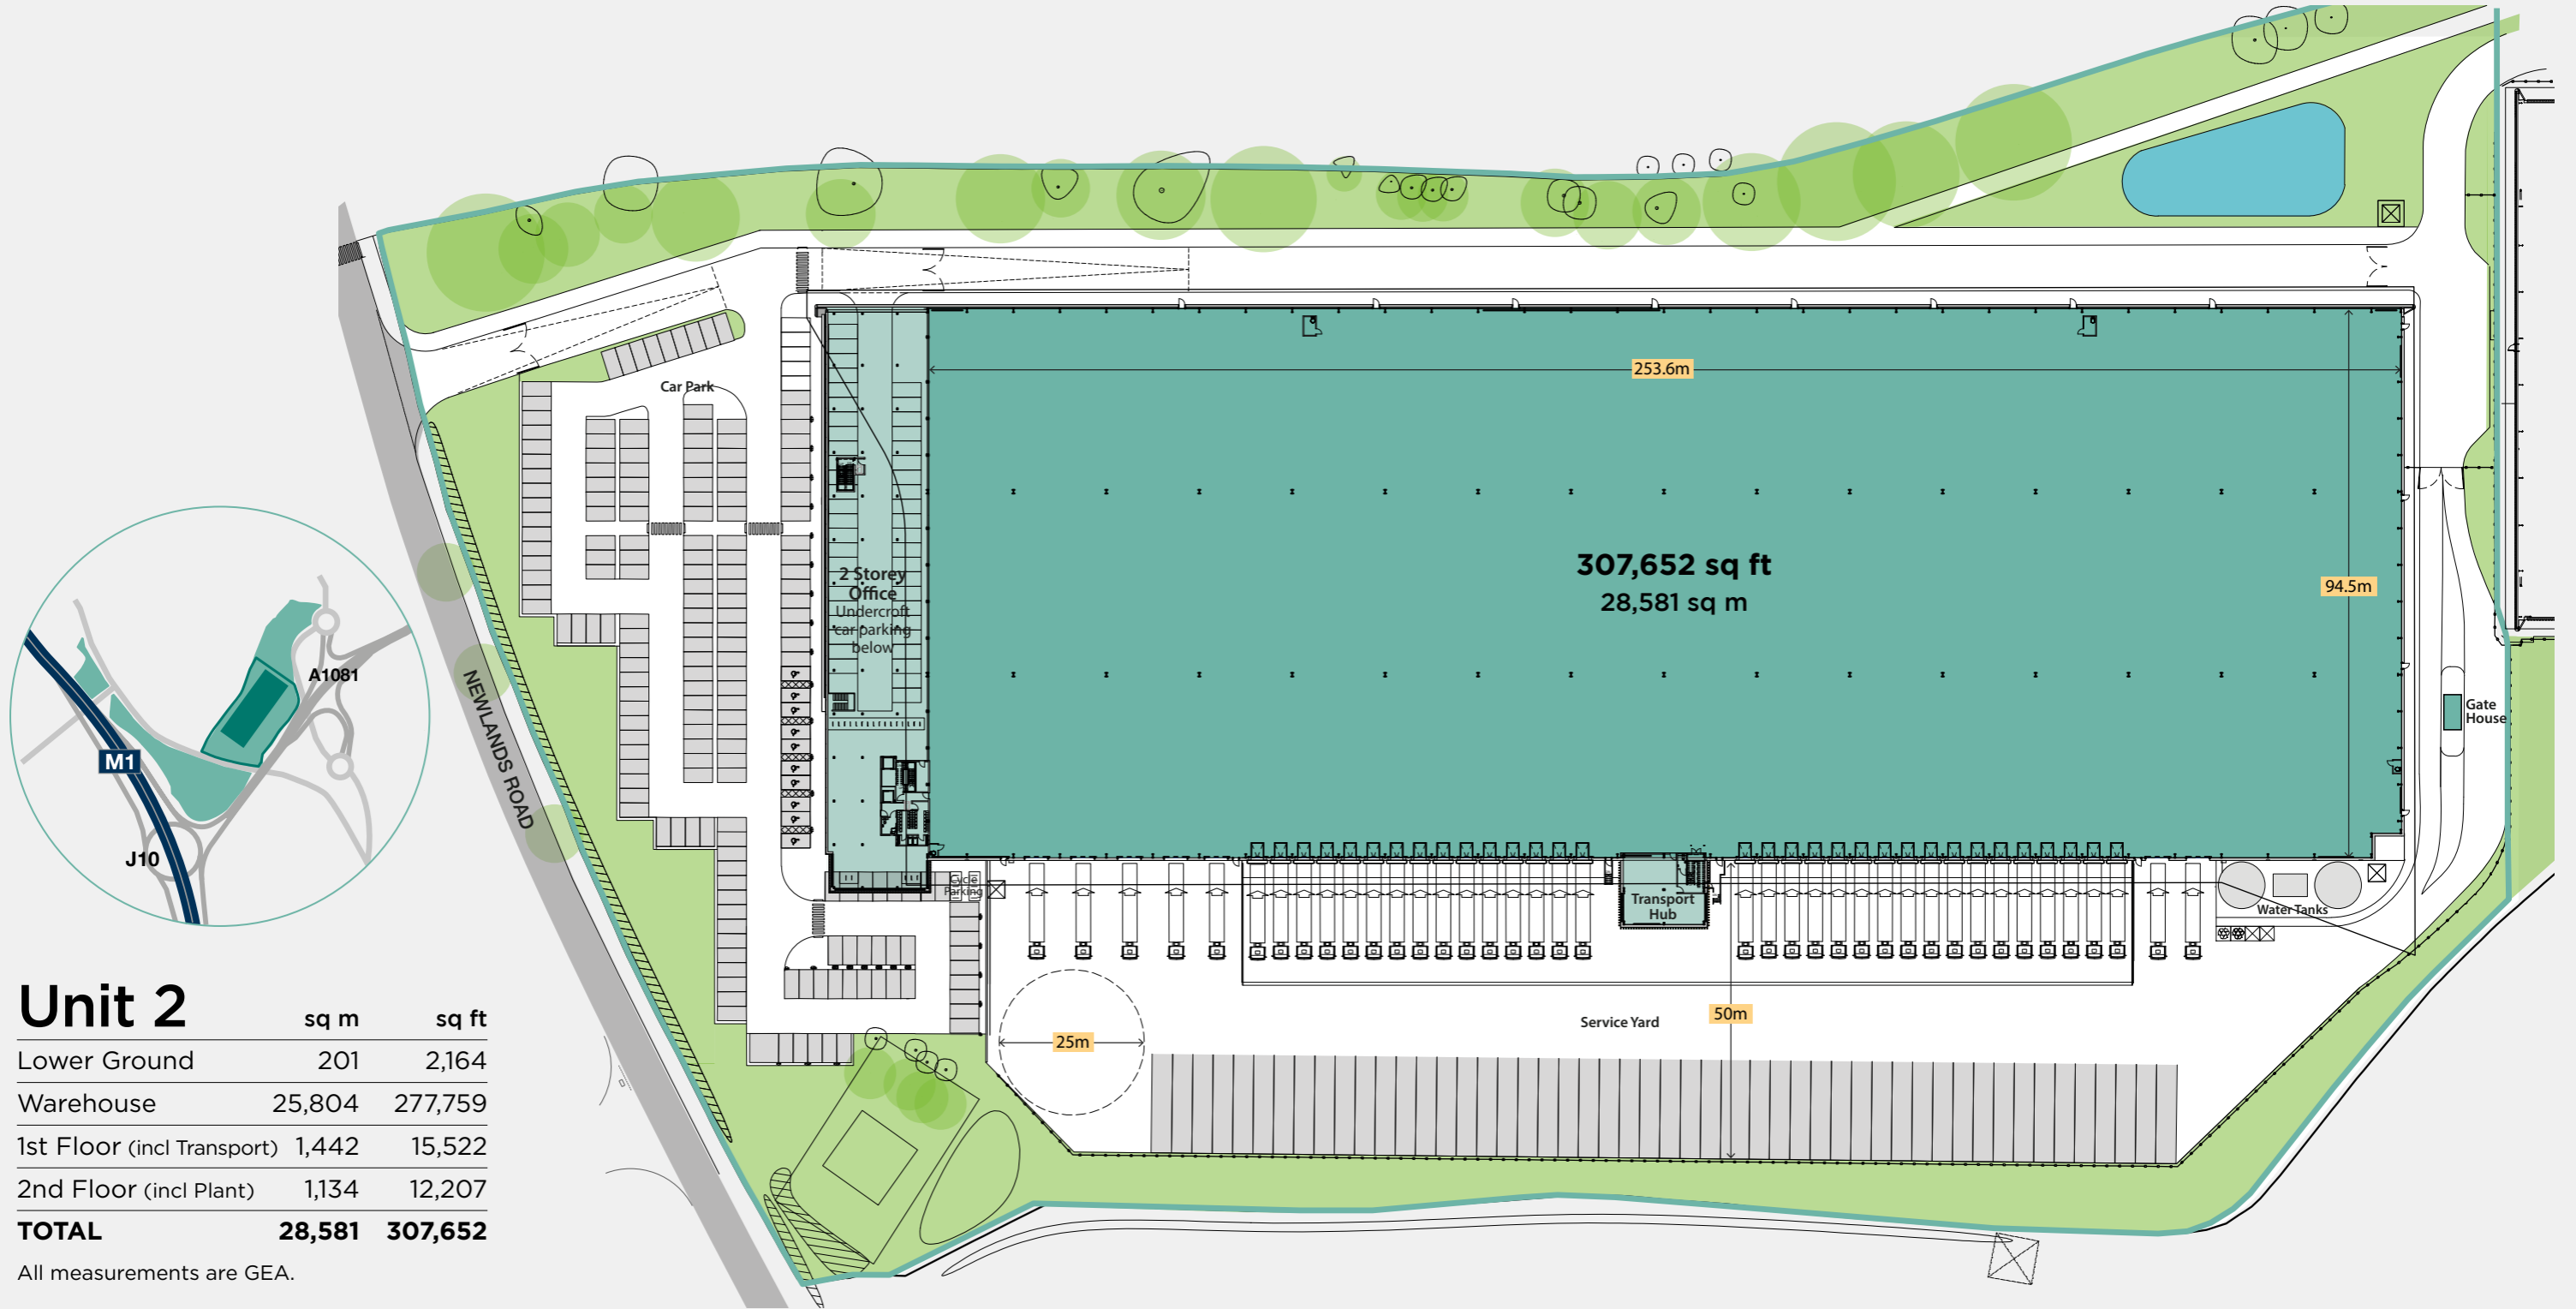 253.6m
Car Park
307,652 sq ft
28,581 sq m
94.5m
2 Storey
Office
Undercroft
car parking
below
NEWLANDS ROAD
Gate
House
A1081
M1
J10
Cycle
Parking
Transport
Hub
Water Tanks
50m
Service Yard
25m
Unit 2 sq m sq ft
Lower Ground 201 2,164
Warehouse 25,804 277,759
1st Floor (incl Transport) 1,442 15,522
2nd Floor (incl Plant) 1,134 12,207
TOTAL 28,581 307,652
All measurements are GEA.